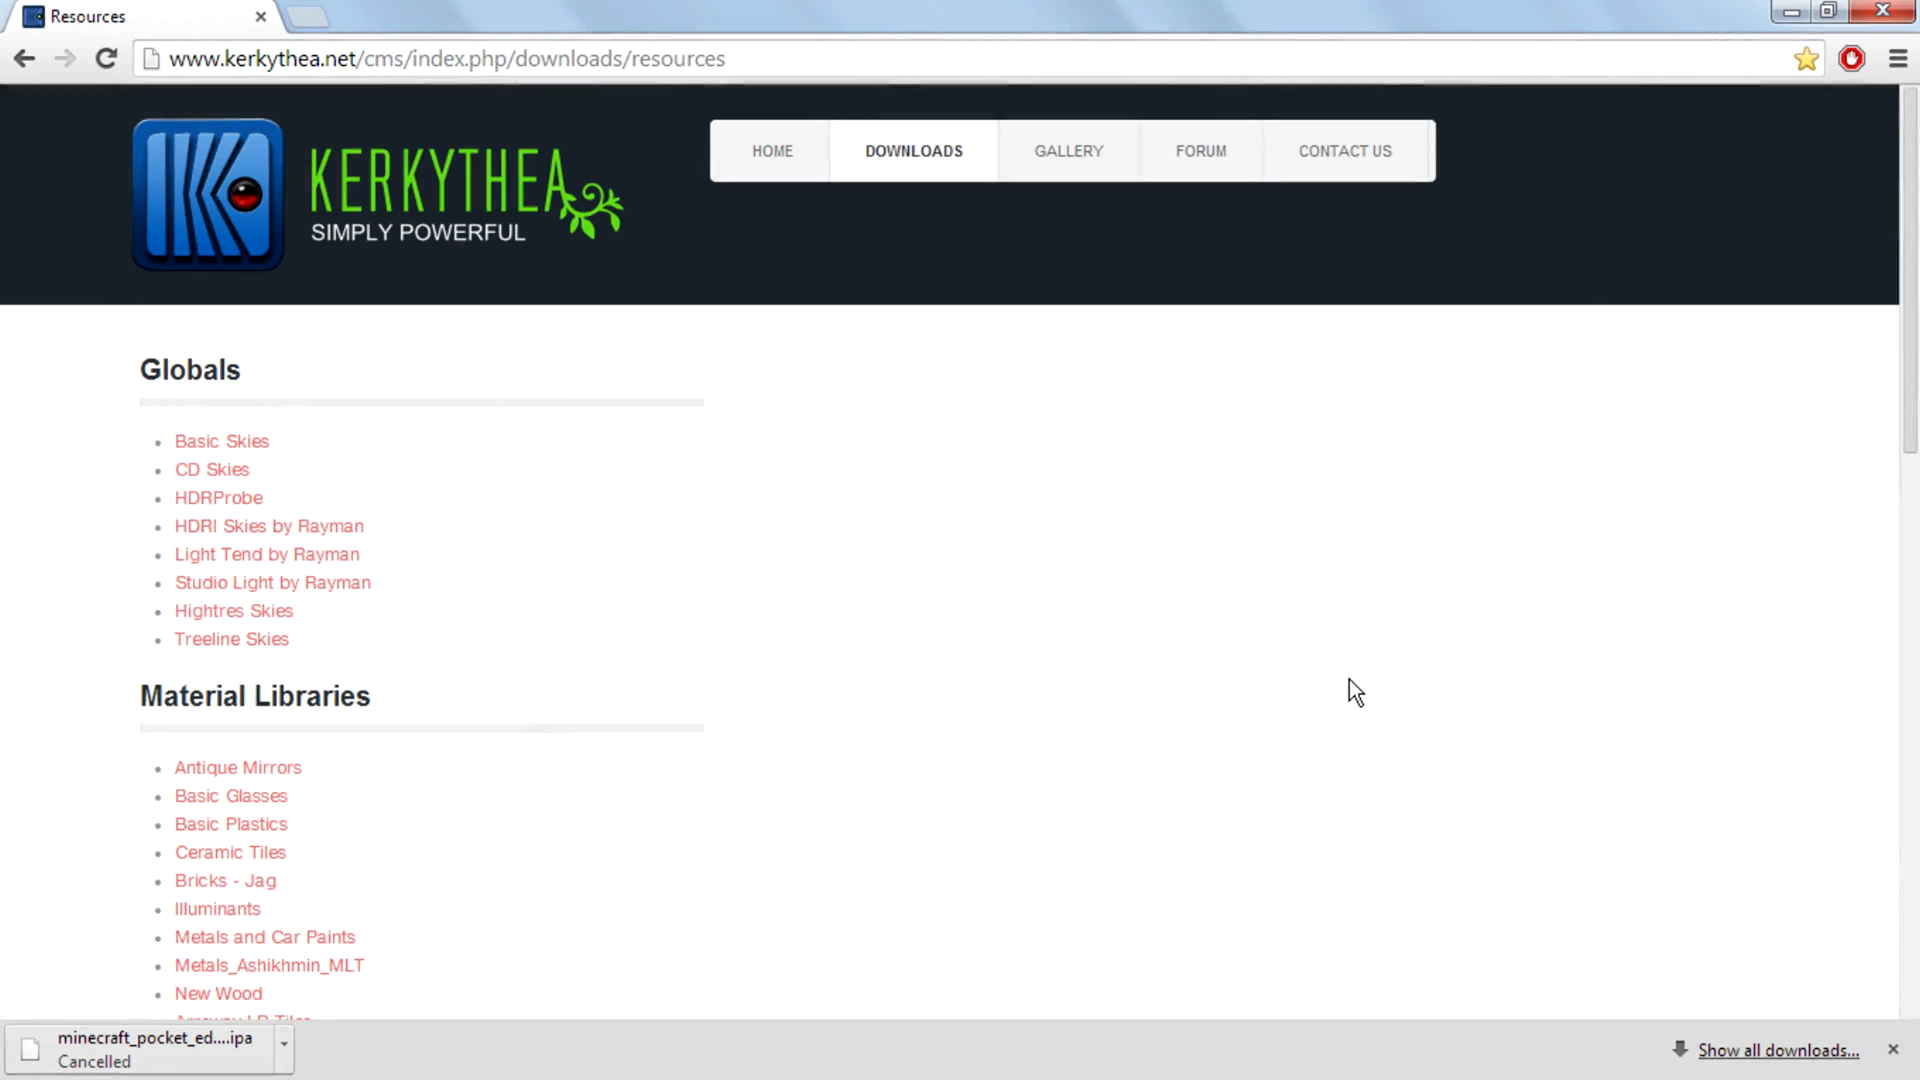 Resources
www.kerkythea.net/cms/index.php/downloads/resources
KERKYTHEA
SIMPLY POWERFUL
HOME
DOWNLOADS
GALLERY
FORUM
CONTACT US
Globals
Basic Skies
CD Skies
HDRProbe
HDRI Skies by Rayman
Light Tend by Rayman
Studio Light by Rayman
Hightres Skies
Treeline Skies
Material Libraries
Antique Mirrors
Basic Glasses
Basic Plastics
Ceramic Tiles
Bricks - Jag
Illuminants
Metals and Car Paints
Metals_Ashikhmin_MLT
New Wood
minecraft_pocket_ed....ipa
Cancelled
Show all downloads...